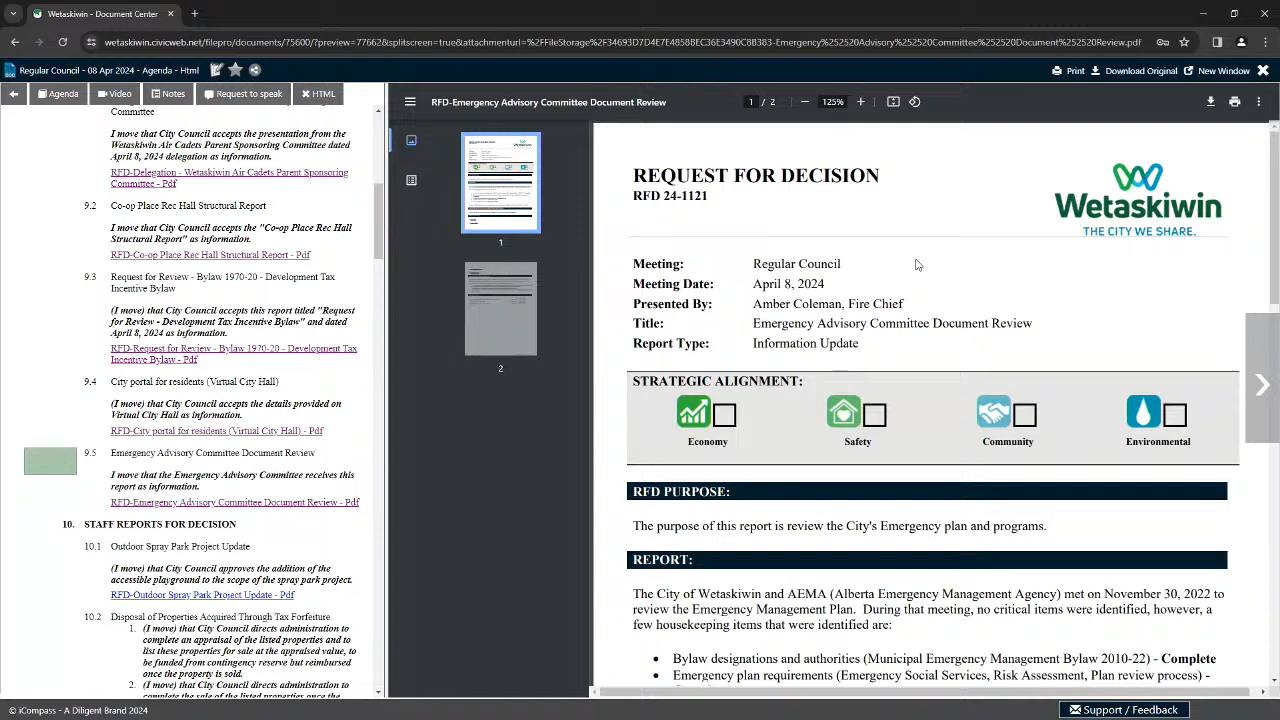 Wetaskiwin - Document Center
wetaskiwin.civicweb.net/filepro/documents/75600/?preview=77662&splitscreen=true&attachmenturl=%2FFileStorage%2F34693D7D4E7E4858BEC36E3490C88383-Emergency%252520Advisory%252520Committee%252520Document%252520Review.pdf
Regular Council - 08 Apr 2024 - Agenda - Html
Print
Download Original
New Window
Agenda
Video
Notes
Request to speak
HTML
Committee
I move that City Council accepts the presentation from the
Wetaskiwin Air Cadets Parent Sponsoring Committee dated
April 8, 2024 delegation as information.
RFD-Delegation - Wetaskiwin Air Cadets Parent Sponsoring
Committee - Pdf
9.2 Co-op Place Rec Hall Structural Report
I move that City Council accepts the "Co-op Place Rec Hall
Structural Report" as information.
RFD-Co-op Place Rec Hall Structural Report - Pdf
9.3 Request for Review - Bylaw 1970-20 - Development Tax
Incentive Bylaw
(I move) that City Council accepts this report titled "Request
for Review - Development Tax Incentive Bylaw" and dated
April 8, 2024 as information.
RFD-Request for Review - Bylaw 1970-20 - Development Tax
Incentive Bylaw - Pdf
9.4 City portal for residents (Virtual City Hall)
(I move) that City Council accepts the details provided on
Virtual City Hall as information.
RFD-City portal for residents (Virtual City Hall) - Pdf
9.5 Emergency Advisory Committee Document Review
I move that the Emergency Advisory Committee receives this
report as information.
RFD-Emergency Advisory Committee Document Review - Pdf
10. STAFF REPORTS FOR DECISION
10.1 Outdoor Spray Park Project Update
(I move) that City Council approves the addition of the
accessible playground to the scope of the spray park project.
RFD-Outdoor Spray Park Project Update - Pdf
10.2 Disposal of Properties Acquired Through Tax Forfeiture
1. (I move) that City Council directs administration to
complete an appraisal of the listed properties and to
list these properties for sale at the appraised value, to
be funded from contingency reserve but reimbursed
once the property is sold.
2. (I move) that City Council directs administration to
complete the sale of the listed properties once the
RFD-Emergency Advisory Committee Document Review
1 / 2
125%
1
2
REQUEST FOR DECISION
RFD 24-1121
Wetaskiwin
THE CITY WE SHARE.
Meeting: Regular Council
Meeting Date: April 8, 2024
Presented By: Amber Coleman, Fire Chief
Title: Emergency Advisory Committee Document Review
Report Type: Information Update
STRATEGIC ALIGNMENT:
Economy Safety Community Environmental
RFD PURPOSE:
The purpose of this report is review the City's Emergency plan and programs.
REPORT:
The City of Wetaskiwin and AEMA (Alberta Emergency Management Agency) met on November 30, 2022 to
review the Emergency Management Plan. During that meeting, no critical items were identified, however, a
few housekeeping items that were identified are:
• Bylaw designations and authorities (Municipal Emergency Management Bylaw 2010-22) - Complete
• Emergency plan requirements (Emergency Social Services, Risk Assessment, Plan review process) -
© iCompass - A Diligent Brand 2024
Support / Feedback